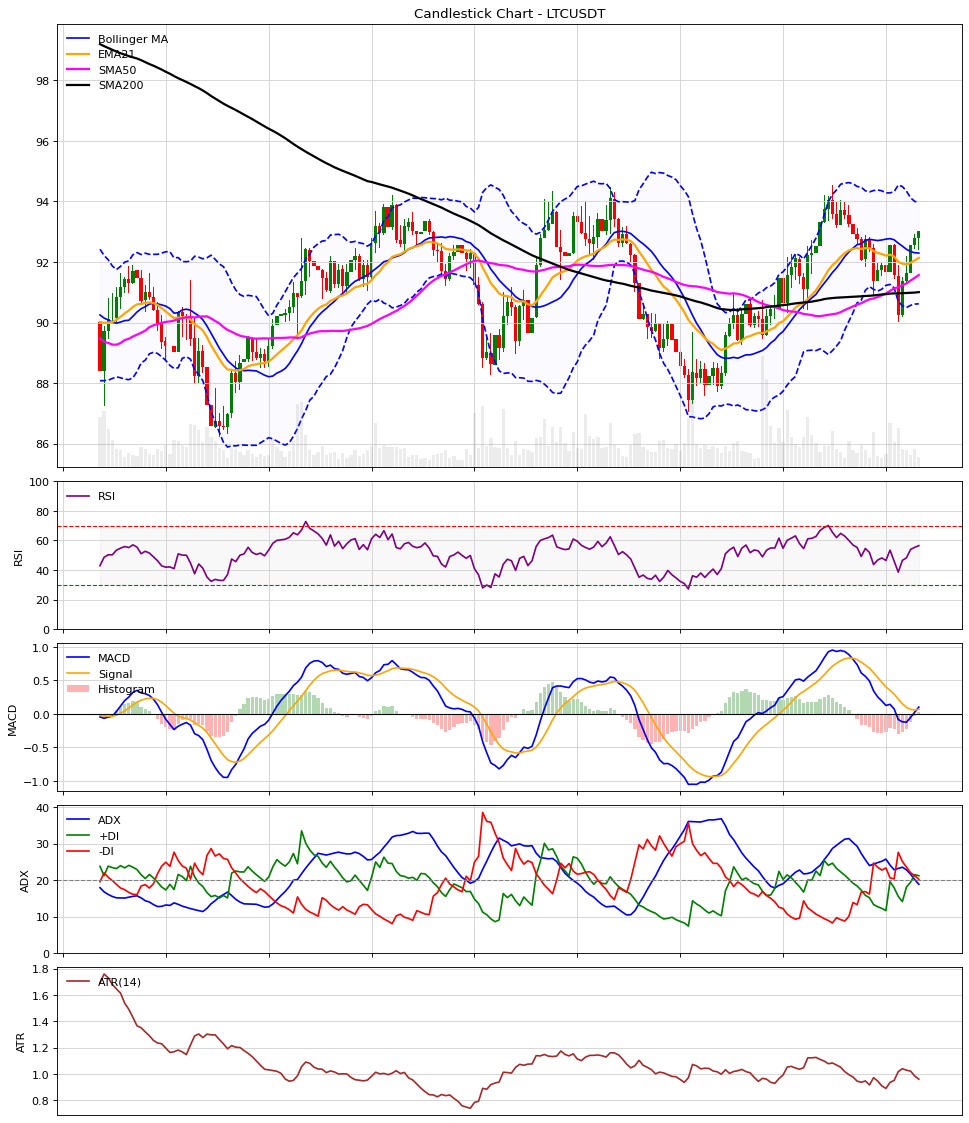 Candlestick Chart - LTCUSDT
Bollinger MA
EMA21
SMA50
SMA200
98
96
94
92
90
88
86
RSI
100
80
60
40
20
0
RSI
MACD
Signal
Histogram
1.0
0.5
0.0
−0.5
−1.0
MACD
ADX
+DI
-DI
40
30
20
10
0
ADX
ATR(14)
1.8
1.6
1.4
1.2
1.0
0.8
ATR